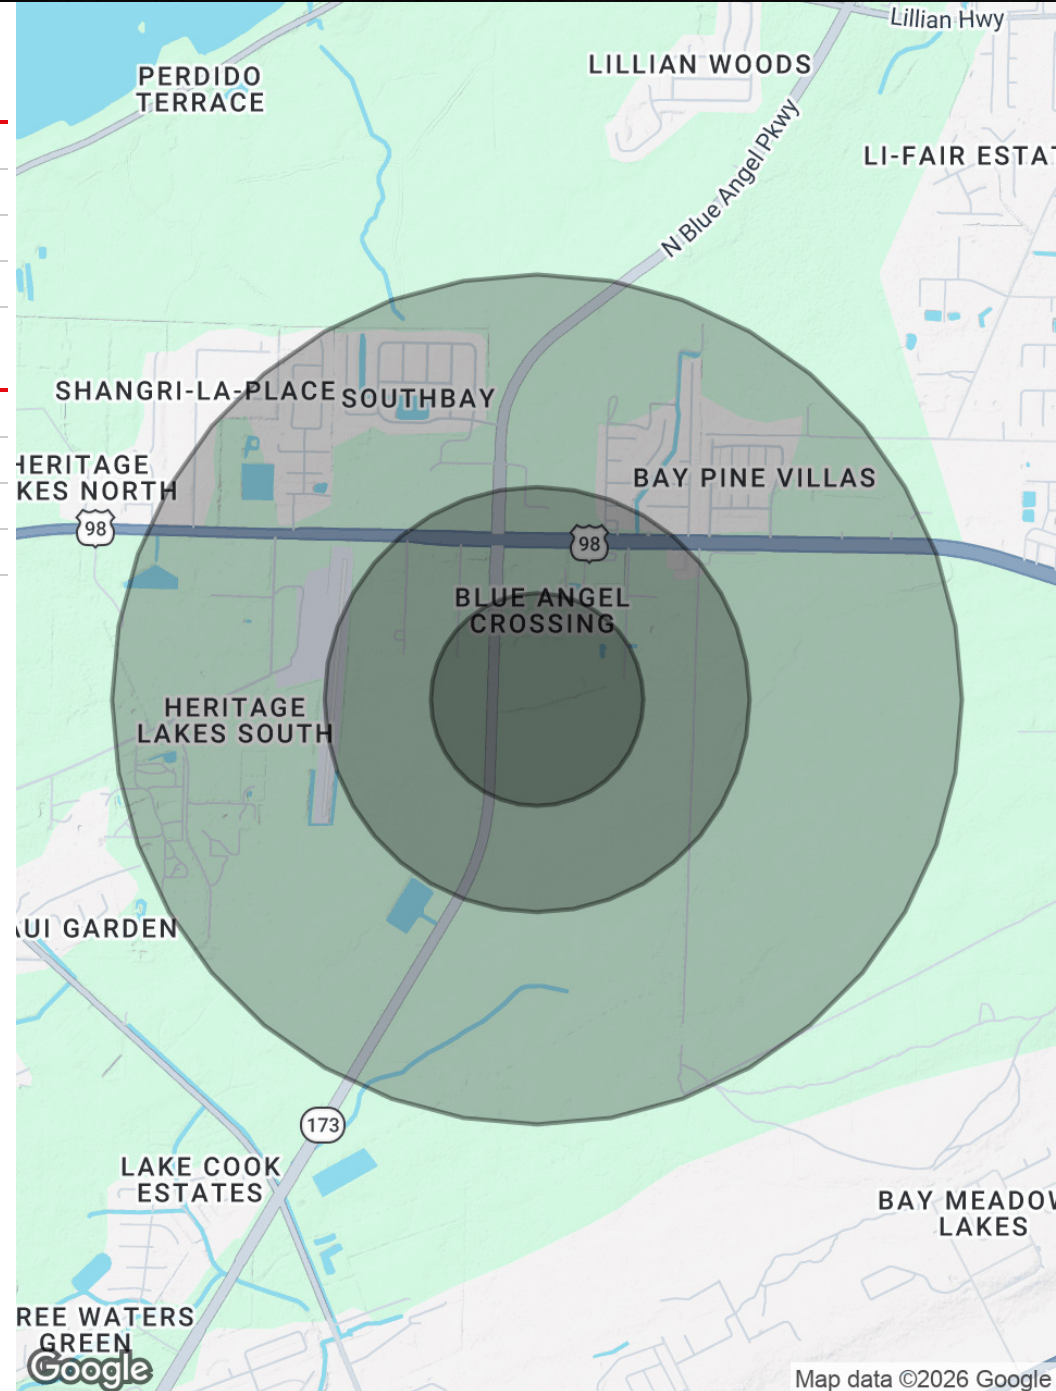 Lillian Hwy
PERDIDO
TERRACE
LILLIAN WOODS
N Blue Angel Pkwy
LI-FAIR ESTAT
SHANGRI-LA-PLACE
SOUTHBAY
HERITAGE
KES NORTH
BAY PINE VILLAS
98
98
BLUE ANGEL
CROSSING
HERITAGE
LAKES SOUTH
AUI GARDEN
173
LAKE COOK
ESTATES
BAY MEADOW
LAKES
REE WATERS
GREEN
Google
Map data ©2026 Google